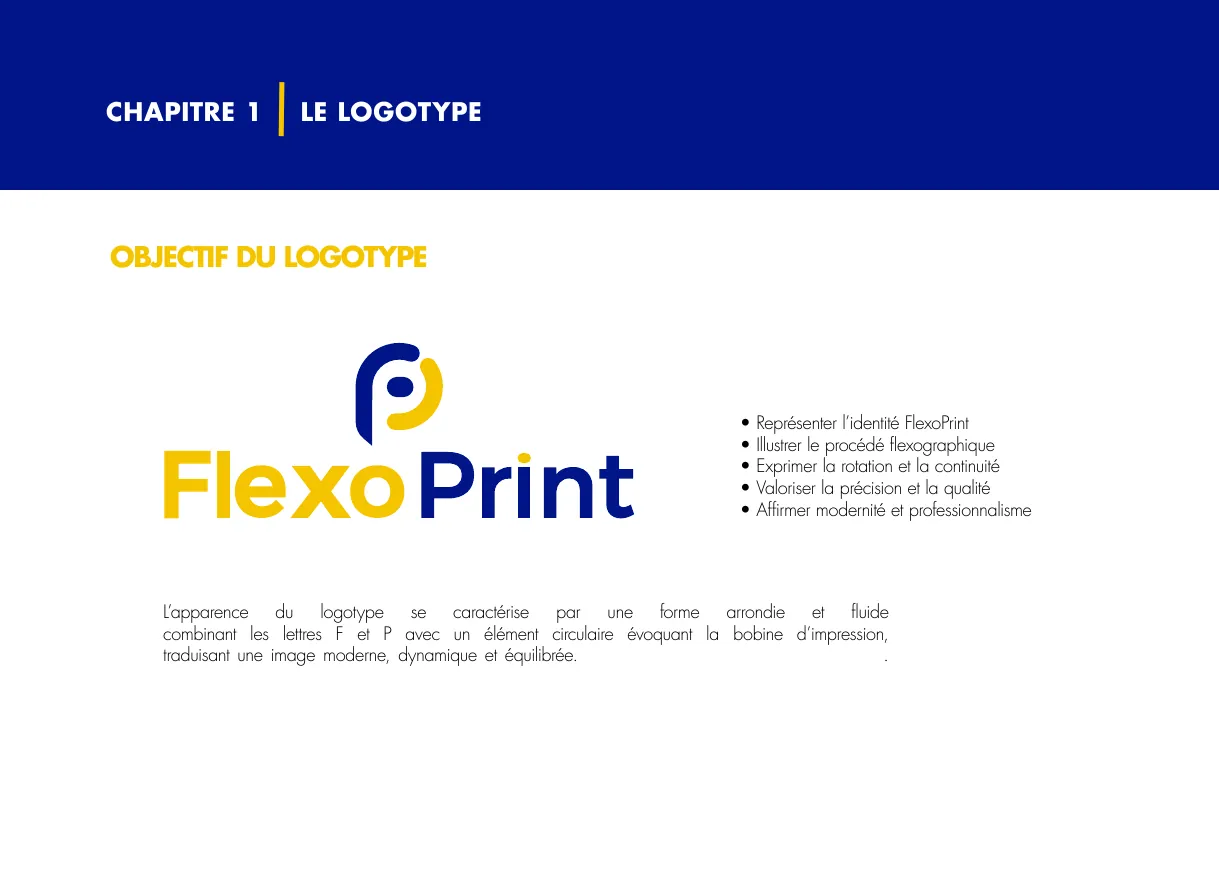 CHAPITRE 1 LE LOGOTYPE
OBJECTIF DU LOGOTYPE
FlexoPrint
• Représenter l’identité FlexoPrint
• Illustrer le procédé flexographique
• Exprimer la rotation et la continuité
• Valoriser la précision et la qualité
• Affirmer modernité et professionnalisme
L’apparence du logotype se caractérise par une forme arrondie et fluide
combinant les lettres F et P avec un élément circulaire évoquant la bobine d’impression,
traduisant une image moderne, dynamique et équilibrée. .